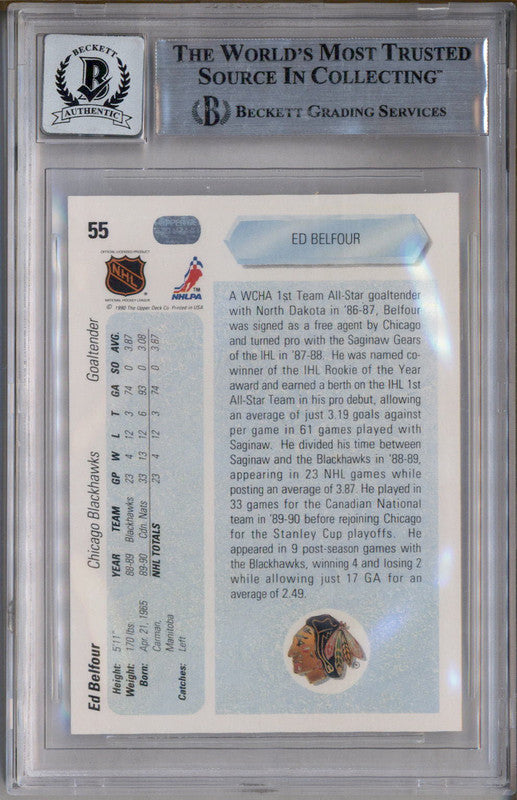 BECKETT
B
AUTHENTIC
THE WORLD'S MOST TRUSTED
SOURCE IN COLLECTING™
B BECKETT GRADING SERVICES
55
UPPER DECK
OFFICIAL LICENSED PRODUCT
NHL
NATIONAL HOCKEY LEAGUE
NHLPA
™
© 1990 The Upper Deck Co. Printed in USA
ED BELFOUR
A WCHA 1st Team All-Star goaltender
with North Dakota in '86-87, Belfour
was signed as a free agent by Chicago
and turned pro with the Saginaw Gears
of the IHL in '87-88. He was named co-
winner of the IHL Rookie of the Year
award and earned a berth on the IHL 1st
All-Star Team in his pro debut, allowing
an average of just 3.19 goals against
per game in 61 games played with
Saginaw. He divided his time between
Saginaw and the Blackhawks in '88-89,
appearing in 23 NHL games while
posting an average of 3.87. He played in
33 games for the Canadian National
team in '89-90 before rejoining Chicago
for the Stanley Cup playoffs. He
appeared in 9 post-season games with
the Blackhawks, winning 4 and losing 2
while allowing just 17 GA for an
average of 2.49.
Ed Belfour Chicago Blackhawks Goaltender
Height: 5'11"
Weight: 170 lbs
Born: Apr. 21, 1965
Carman,
Manitoba
Catches: Left
YEAR TEAM GP W L T GA SO AVG.
88-89 Blackhawks 23 4 12 3 74 0 3.87
89-90 Cdn. Nats 33 13 12 6 93 0 3.08
NHL TOTALS 23 4 12 3 74 0 3.87